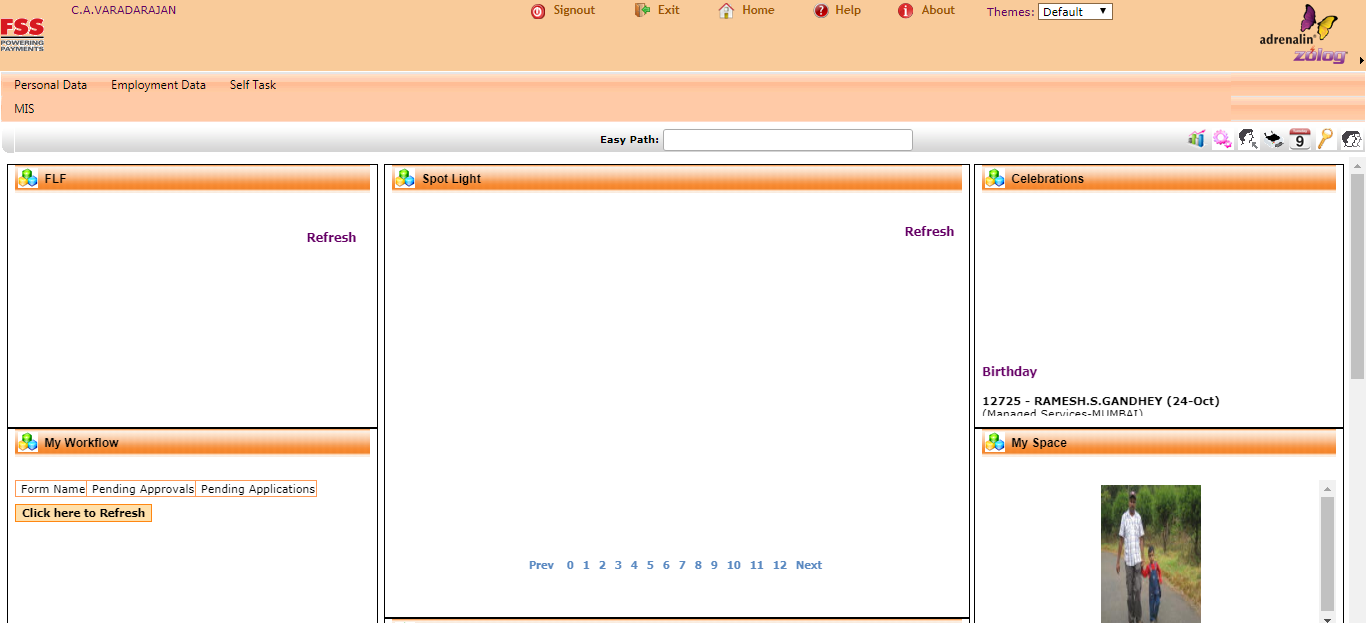 C.A.VARADARAJAN
Signout Exit Home Help About Themes: Default
FSS
POWERING
PAYMENTS
adrenalin
zolog
Personal Data Employment Data Self Task
MIS
Easy Path:
9
FLF
Refresh
Spot Light
Refresh
Prev 0 1 2 3 4 5 6 7 8 9 10 11 12 Next
Celebrations
Birthday
12725 - RAMESH.S.GANDHEY (24-Oct)
(Managed Services-MUMBAI)
My Workflow
Form Name Pending Approvals Pending Applications
Click here to Refresh
My Space